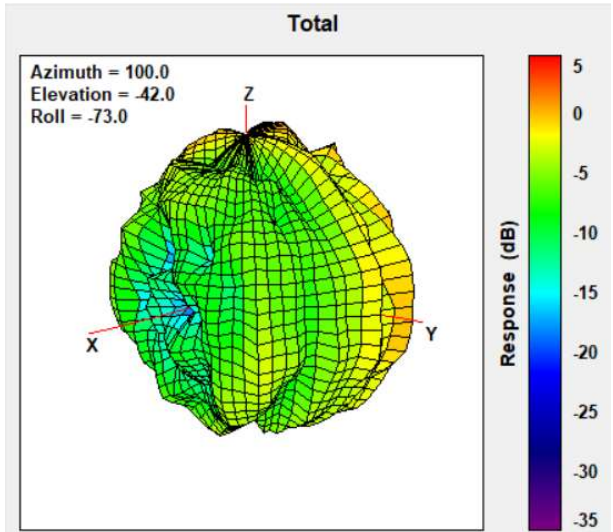 Total
Azimuth = 100.0
Elevation = -42.0
Roll = -73.0
Z
X
Y
Response (dB)
5
0
-5
-10
-15
-20
-25
-30
-35